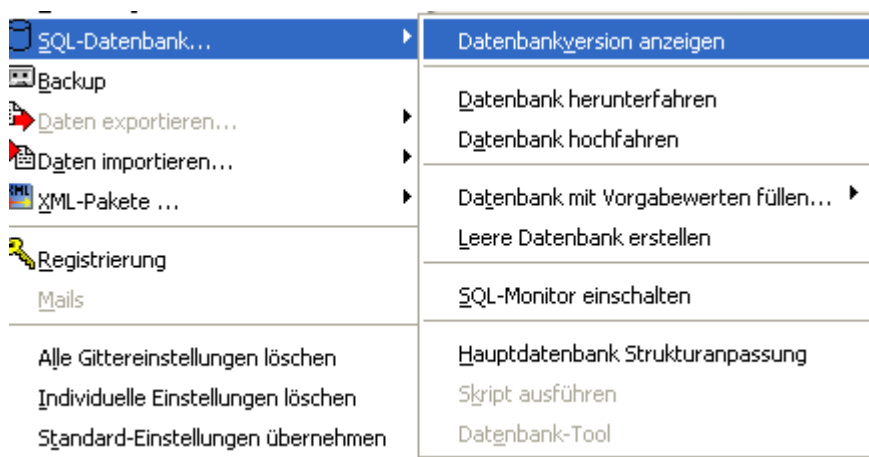 SQL-Datenbank...
Backup
Daten exportieren...
Daten importieren...
XML-Pakete ...
Registrierung
Mails
Alle Gittereinstellungen löschen
Individuelle Einstellungen löschen
Standard-Einstellungen übernehmen
Datenbankversion anzeigen
Datenbank herunterfahren
Datenbank hochfahren
Datenbank mit Vorgabewerten füllen...
Leere Datenbank erstellen
SQL-Monitor einschalten
Hauptdatenbank Strukturanpassung
Skript ausführen
Datenbank-Tool